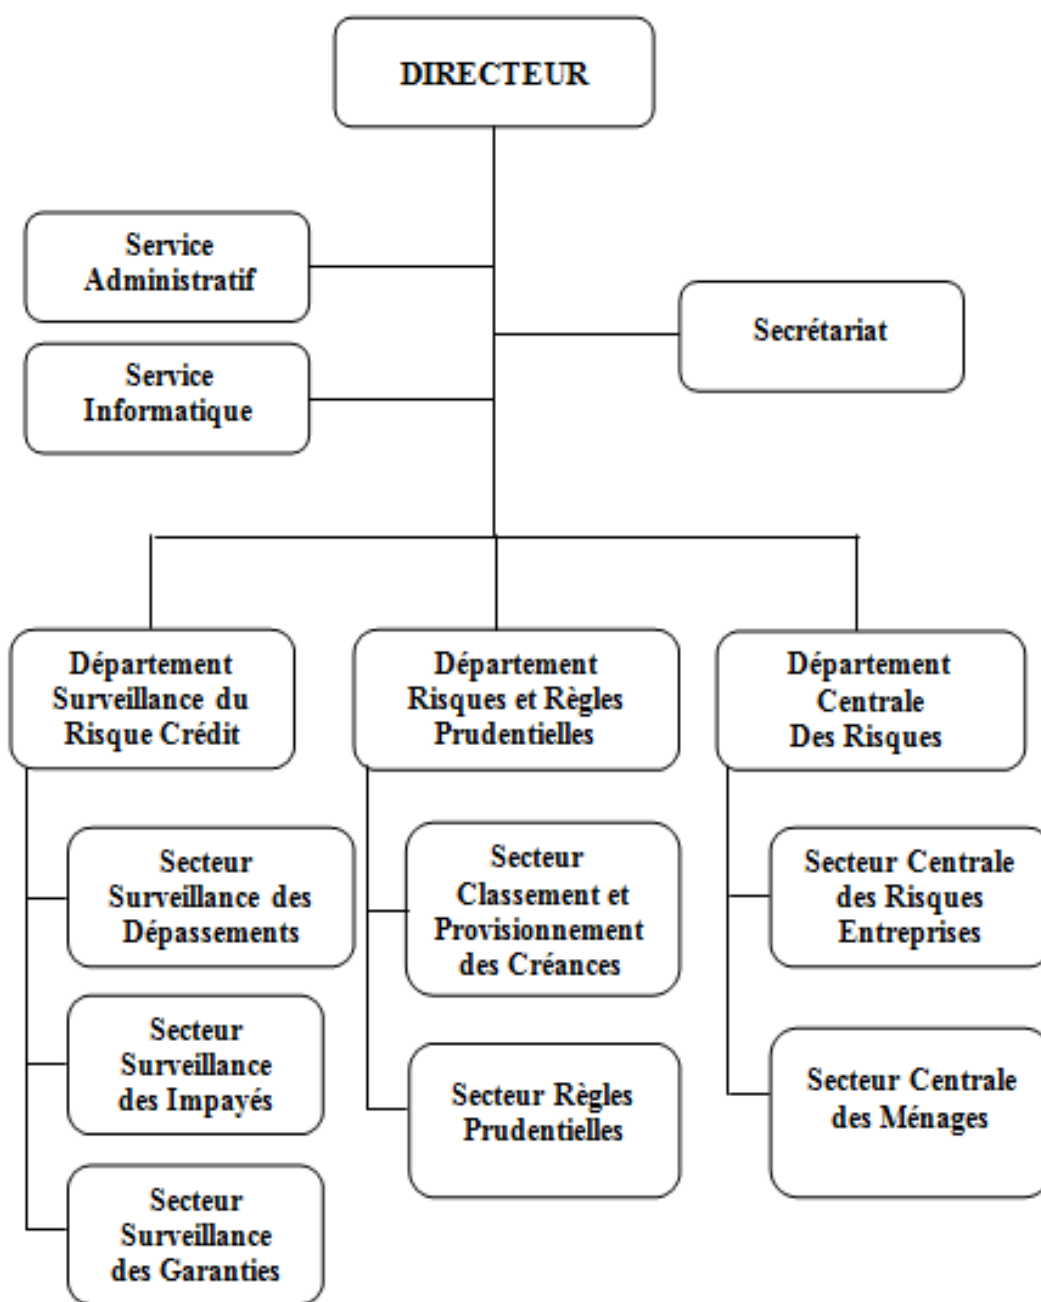 DIRECTEUR
Service
Administratif
Secrétariat
Service
Informatique
Département
Surveillance du
Risque Crédit
Département
Risques et Règles
Prudentielles
Département
Centrale
Des Risques
Secteur
Surveillance des
Dépassements
Secteur
Classement et
Provisionnement
des Créances
Secteur Centrale
des Risques
Entreprises
Secteur
Surveillance
des Impayés
Secteur Règles
Prudentielles
Secteur Centrale
des Ménages
Secteur
Surveillance
des Garanties